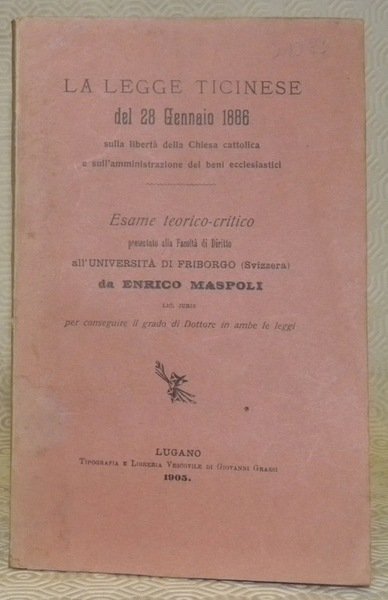 LA LEGGE TICINESE
del 28 Gennaio 1886
sulla libertà della Chiesa cattolica
e sull'amministrazione dei beni ecclesiastici
Esame teorico-critico
presentato alla Facoltà di Diritto
all'UNIVERSITÀ DI FRIBORGO (Svizzera)
da ENRICO MASPOLI
LIC. JURIS
per conseguire il grado di Dottore in ambe le leggi
LUGANO
TIPOGRAFIA E LIBRERIA VESCOVILE DI GIOVANNI GRASSI
1905.